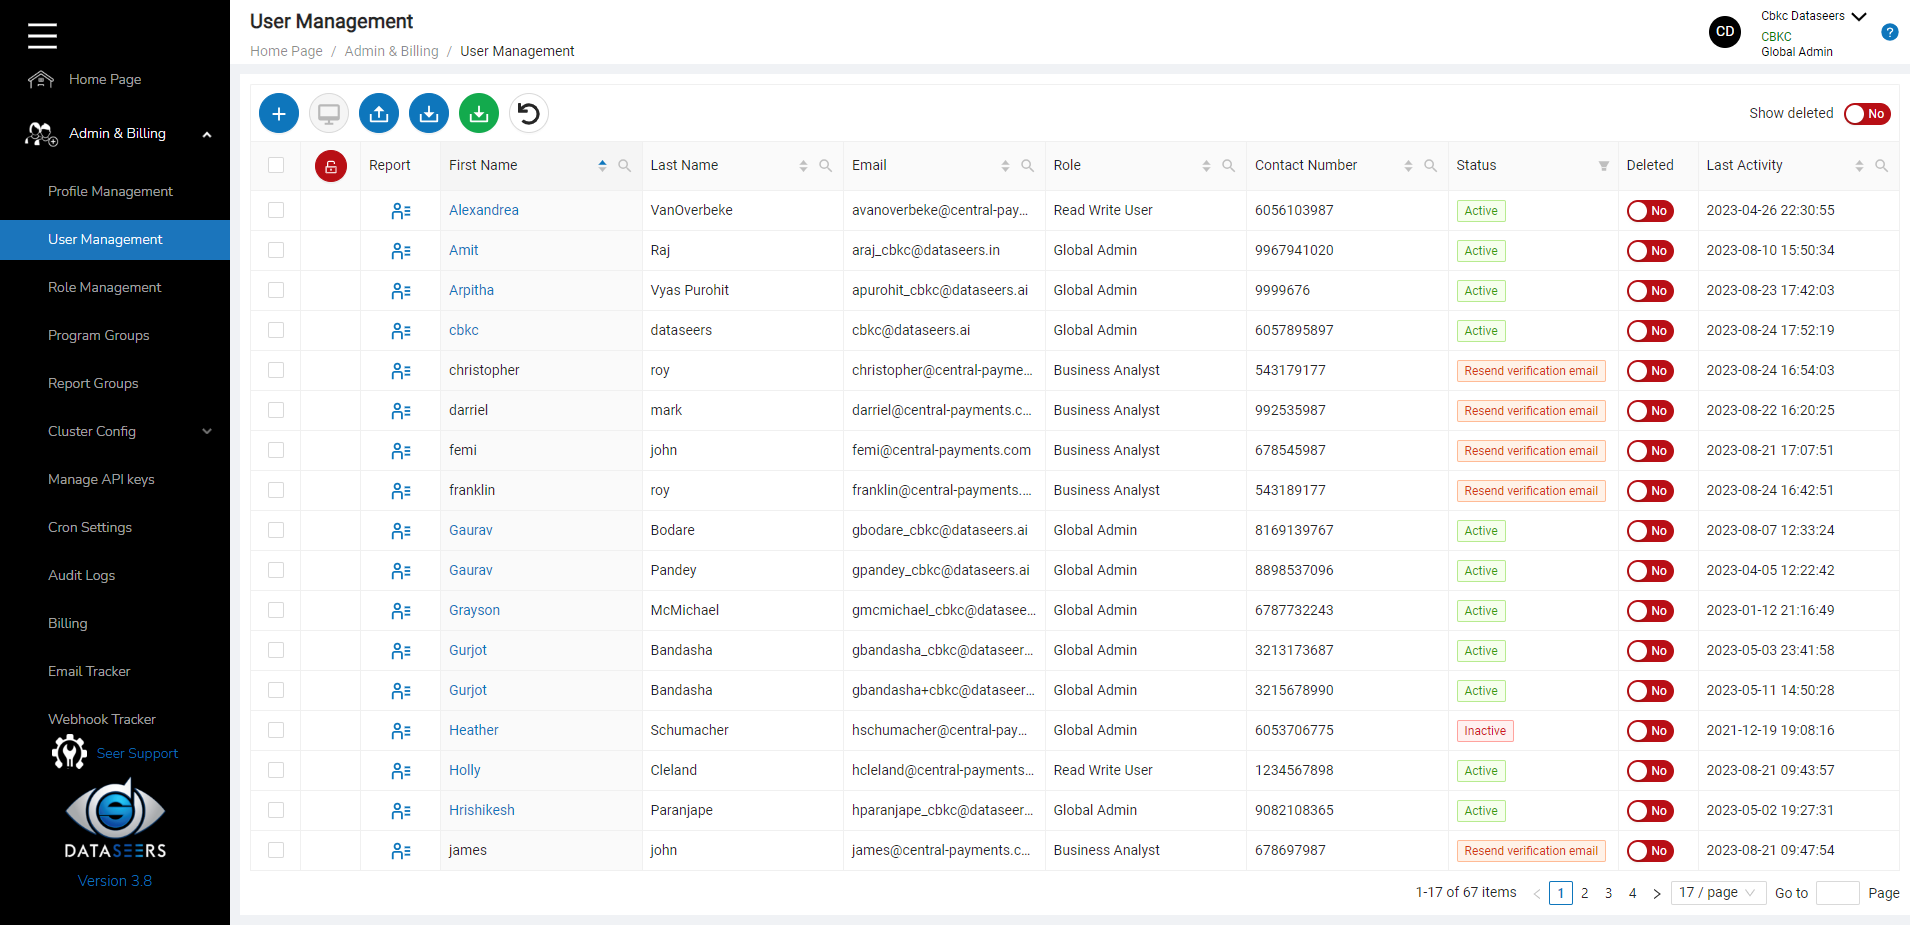 User Management
Home Page / Admin & Billing / User Management
CD
Cbkc Dataseers
CBKC
Global Admin
?
Home Page
Admin & Billing
Profile Management
User Management
Role Management
Program Groups
Report Groups
Cluster Config
Manage API keys
Cron Settings
Audit Logs
Billing
Email Tracker
Webhook Tracker
Seer Support
DATASEERS
Version 3.8
Show deleted No
Report First Name Last Name Email Role Contact Number Status Deleted Last Activity
Alexandrea VanOverbeke avanoverbeke@central-pay... Read Write User 6056103987 Active No 2023-04-26 22:30:55
Amit Raj araj_cbkc@dataseers.in Global Admin 9967941020 Active No 2023-08-10 15:50:34
Arpitha Vyas Purohit apurohit_cbkc@dataseers.ai Global Admin 9999676 Active No 2023-08-23 17:42:03
cbkc dataseers cbkc@dataseers.ai Global Admin 6057895897 Active No 2023-08-24 17:52:19
christopher roy christopher@central-payme... Business Analyst 543179177 Resend verification email No 2023-08-24 16:54:03
darriel mark darriel@central-payments.c... Business Analyst 992535987 Resend verification email No 2023-08-22 16:20:25
femi john femi@central-payments.com Business Analyst 678545987 Resend verification email No 2023-08-21 17:07:51
franklin roy franklin@central-payments.... Business Analyst 543189177 Resend verification email No 2023-08-24 16:42:51
Gaurav Bodare gbodare_cbkc@dataseers.ai Global Admin 8169139767 Active No 2023-08-07 12:33:24
Gaurav Pandey gpandey_cbkc@dataseers.ai Global Admin 8898537096 Active No 2023-04-05 12:22:42
Grayson McMichael gmcmichael_cbkc@datasee... Global Admin 6787732243 Active No 2023-01-12 21:16:49
Gurjot Bandasha gbandasha_cbkc@dataseer... Global Admin 3213173687 Active No 2023-05-03 23:41:58
Gurjot Bandasha gbandasha+cbkc@dataseer... Global Admin 3215678990 Active No 2023-05-11 14:50:28
Heather Schumacher hschumacher@central-pay... Global Admin 6053706775 Inactive No 2021-12-19 19:08:16
Holly Cleland hcleland@central-payments... Read Write User 1234567898 Active No 2023-08-21 09:43:57
Hrishikesh Paranjape hparanjape_cbkc@dataseer... Global Admin 9082108365 Active No 2023-05-02 19:27:31
james john james@central-payments.c... Business Analyst 678697987 Resend verification email No 2023-08-21 09:47:54
1-17 of 67 items < 1 2 3 4 > 17 / page Go to Page